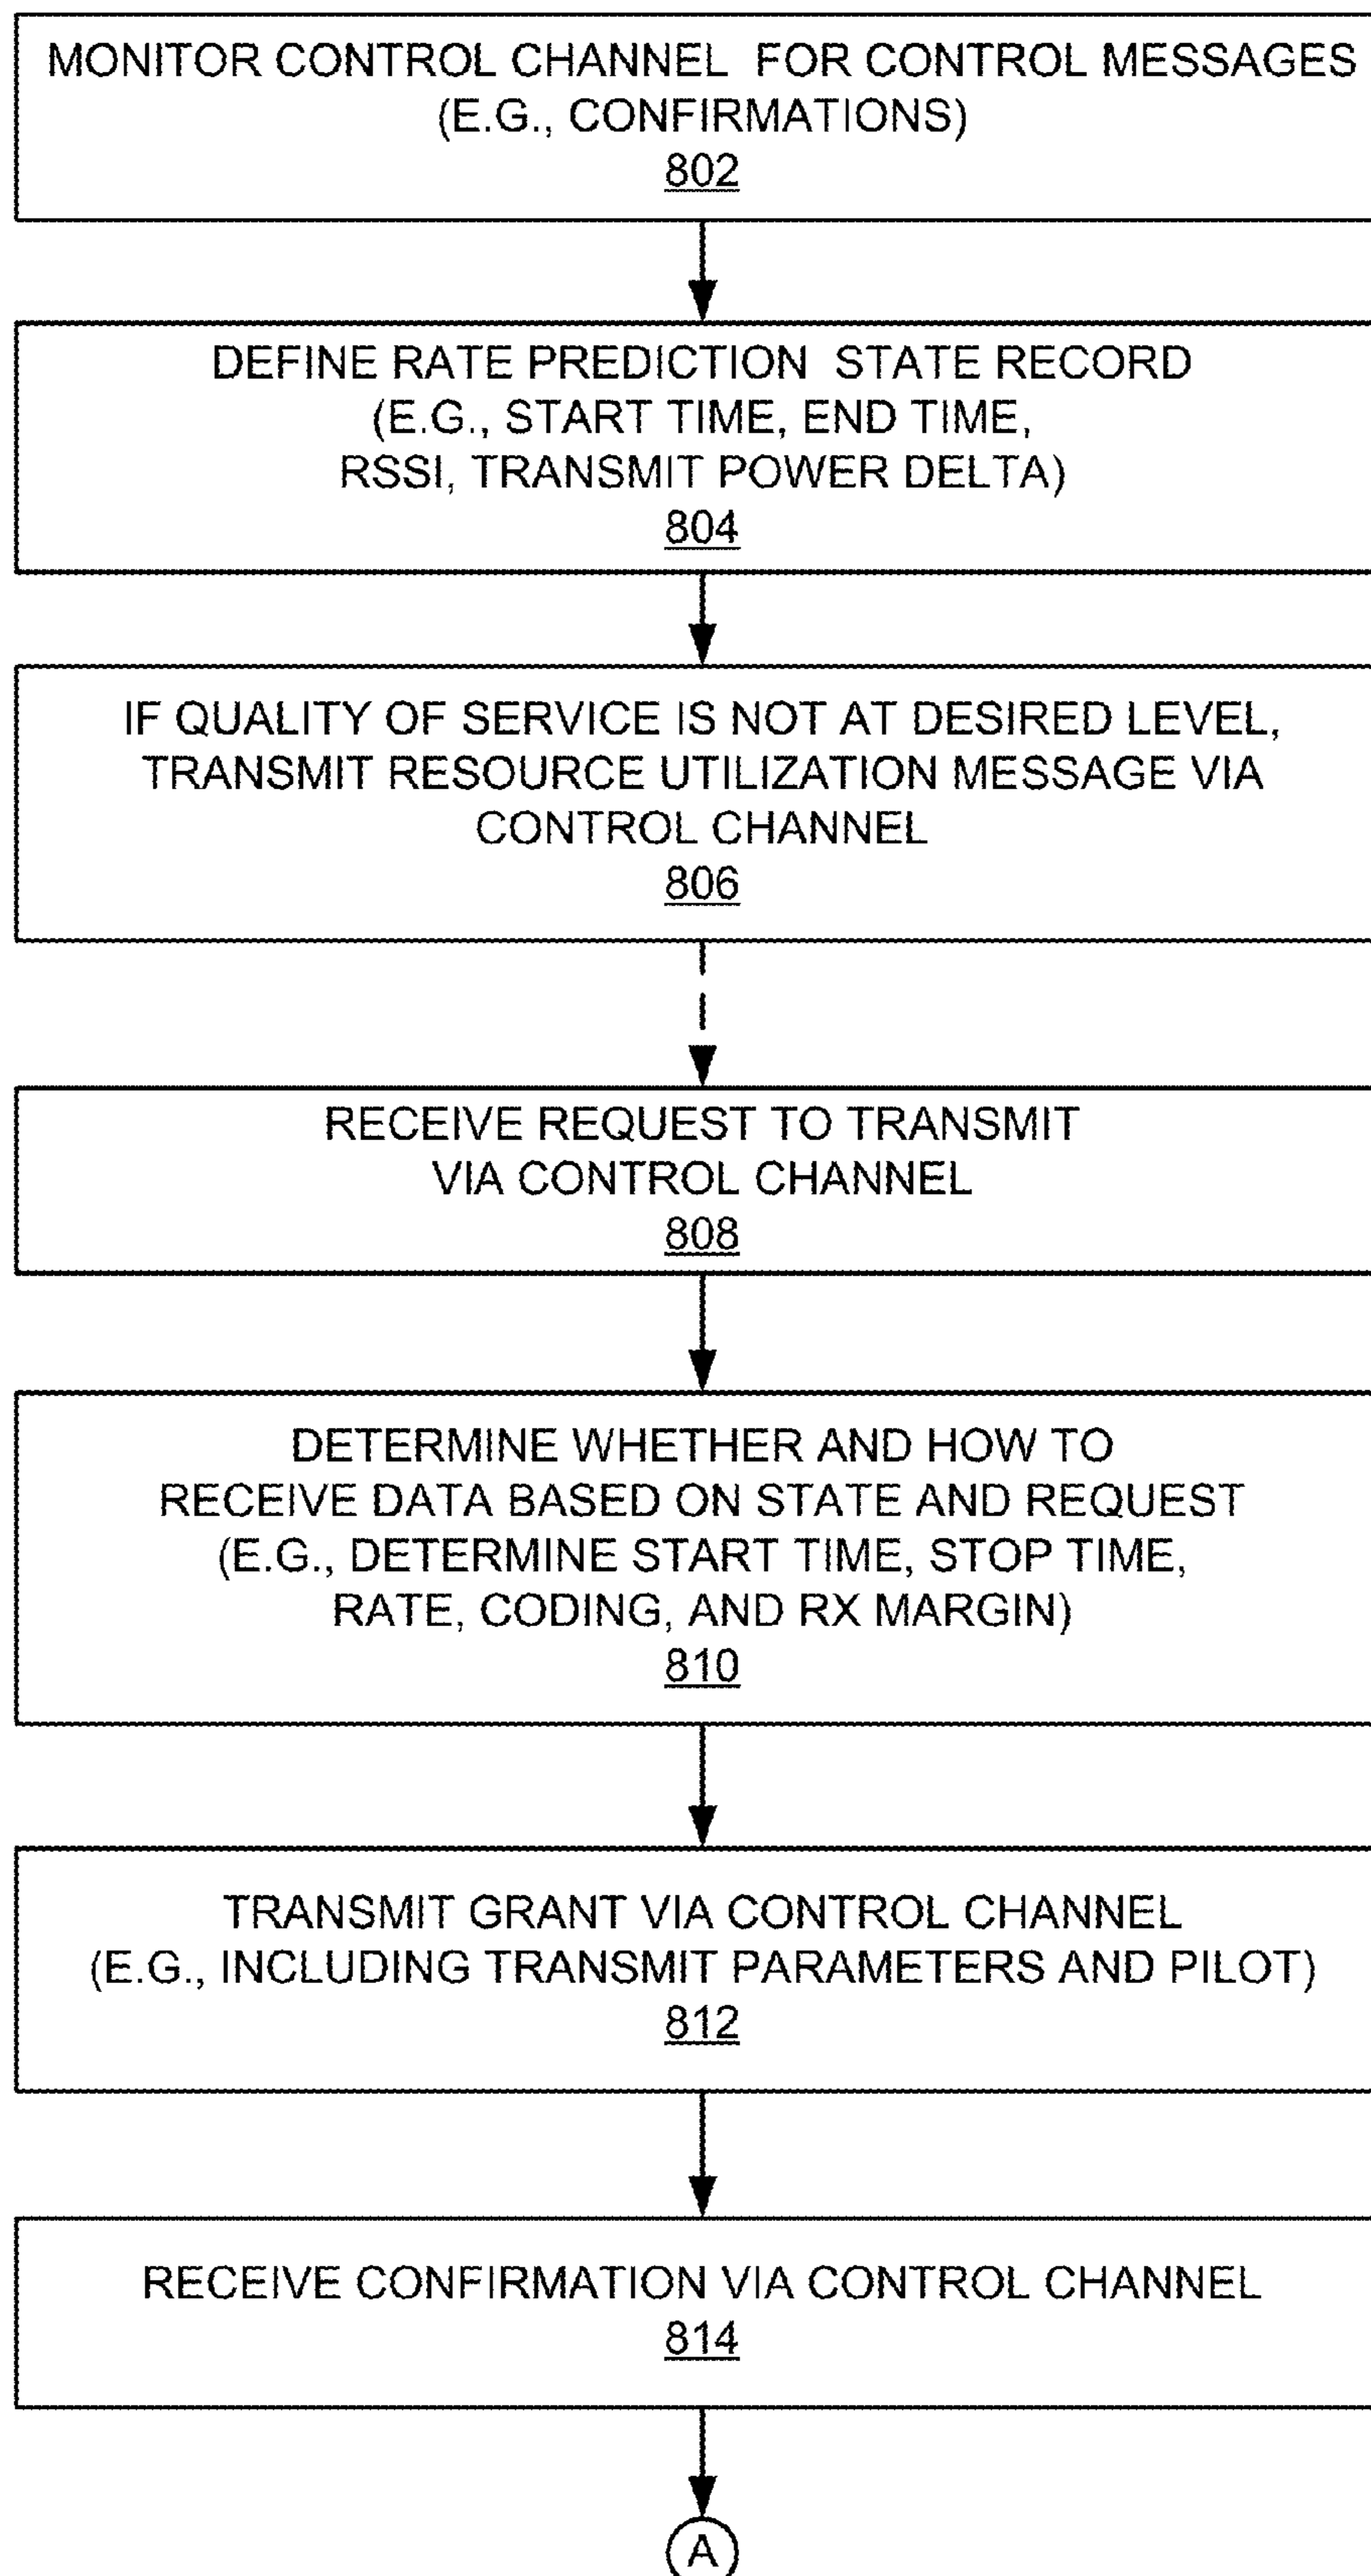 MONITOR CONTROL CHANNEL FOR CONTROL MESSAGES
(E.G., CONFIRMATIONS)
802
DEFINE RATE PREDICTION STATE RECORD
(E.G., START TIME, END TIME,
RSSI, TRANSMIT POWER DELTA)
804
IF QUALITY OF SERVICE IS NOT AT DESIRED LEVEL,
TRANSMIT RESOURCE UTILIZATION MESSAGE VIA
CONTROL CHANNEL
806
RECEIVE REQUEST TO TRANSMIT
VIA CONTROL CHANNEL
808
DETERMINE WHETHER AND HOW TO
RECEIVE DATA BASED ON STATE AND REQUEST
(E.G., DETERMINE START TIME, STOP TIME,
RATE, CODING, AND RX MARGIN)
810
TRANSMIT GRANT VIA CONTROL CHANNEL
(E.G., INCLUDING TRANSMIT PARAMETERS AND PILOT)
812
RECEIVE CONFIRMATION VIA CONTROL CHANNEL
814
A